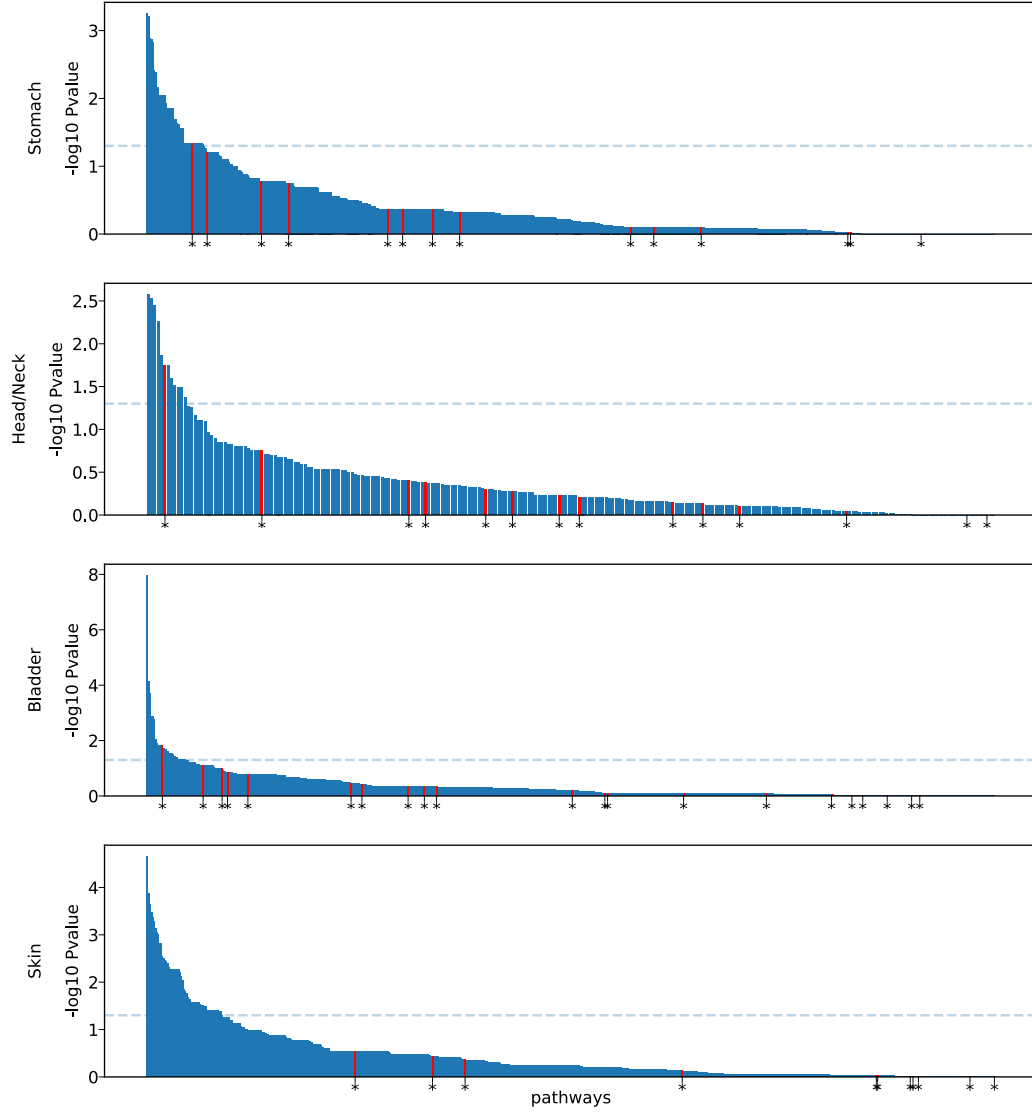 Stomach
-log10 Pvalue
3
2
1
0
* * * * * * * * * * * * * *
Head/Neck
-log10 Pvalue
2.5
2.0
1.5
1.0
0.5
0.0
* * * * * * * * * * * * * *
Bladder
-log10 Pvalue
8
6
4
2
0
* * * * * * * * * * * * * * * * * * * * *
Skin
-log10 Pvalue
4
3
2
1
0
* * * * * * * * * * *
pathways